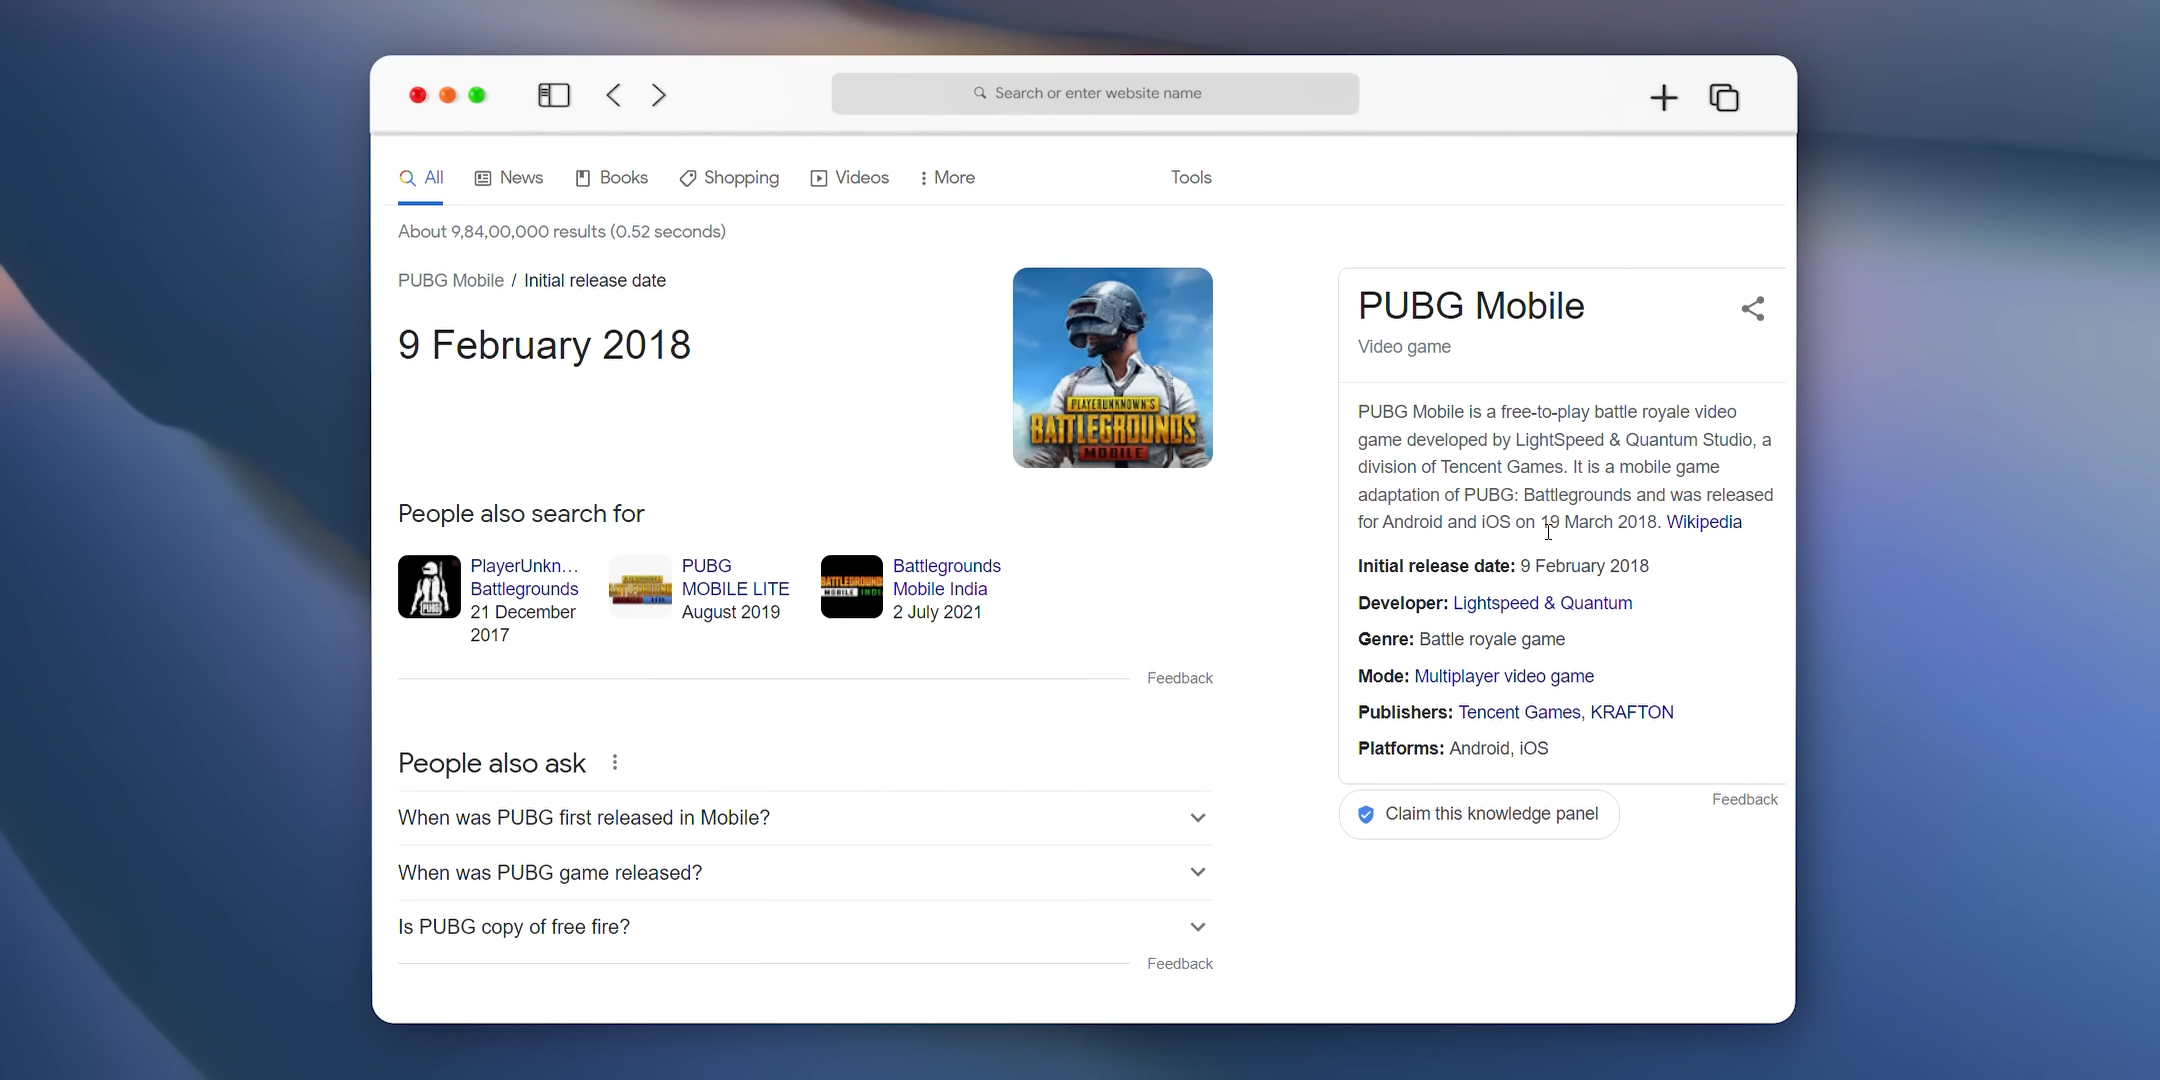 Search or enter website name
All News Books Shopping Videos More Tools
About 9,84,00,000 results (0.52 seconds)
PUBG Mobile / Initial release date
9 February 2018
PLAYERUNKNOWN'S
BATTLEGROUNDS
MOBILE
People also search for
PlayerUnkn...
Battlegrounds
21 December
2017
PUBG
MOBILE LITE
August 2019
Battlegrounds
Mobile India
2 July 2021
PUBG
BATTLEGROUND
MOBILE INDI
Feedback
People also ask
When was PUBG first released in Mobile?
When was PUBG game released?
Is PUBG copy of free fire?
Feedback
PUBG Mobile
Video game
PUBG Mobile is a free-to-play battle royale video
game developed by LightSpeed & Quantum Studio, a
division of Tencent Games. It is a mobile game
adaptation of PUBG: Battlegrounds and was released
for Android and iOS on 19 March 2018. Wikipedia
Initial release date: 9 February 2018
Developer: Lightspeed & Quantum
Genre: Battle royale game
Mode: Multiplayer video game
Publishers: Tencent Games, KRAFTON
Platforms: Android, iOS
Feedback
Claim this knowledge panel